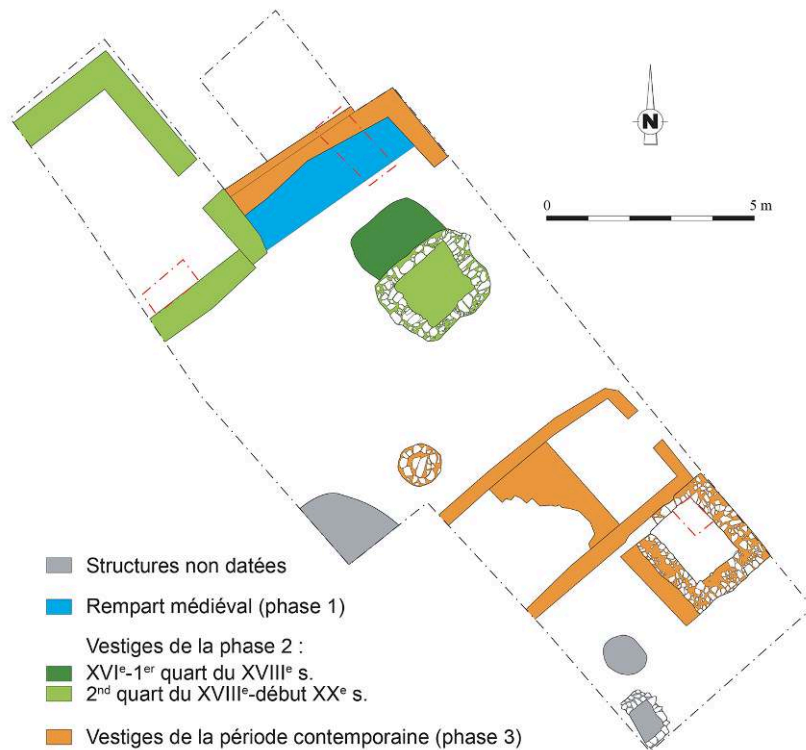 N
0 5 m
Structures non datées
Rempart médiéval (phase 1)
Vestiges de la phase 2 :
XVIᵉ-1ᵉʳ quart du XVIIIᵉ s.
2ⁿᵈ quart du XVIIIᵉ-début XXᵉ s.
Vestiges de la période contemporaine (phase 3)